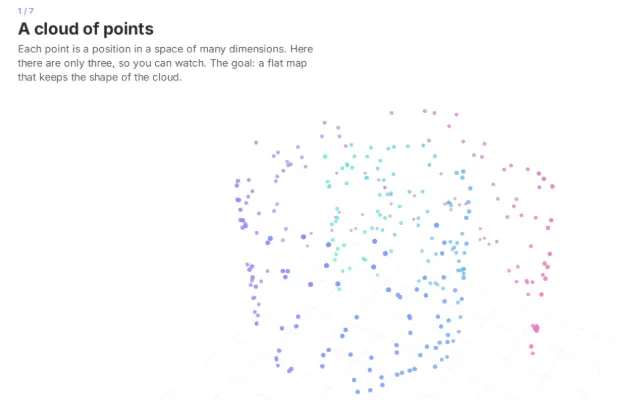 1 / 7
A cloud of points
Each point is a position in a space of many dimensions. Here
there are only three, so you can watch. The goal: a flat map
that keeps the shape of the cloud.